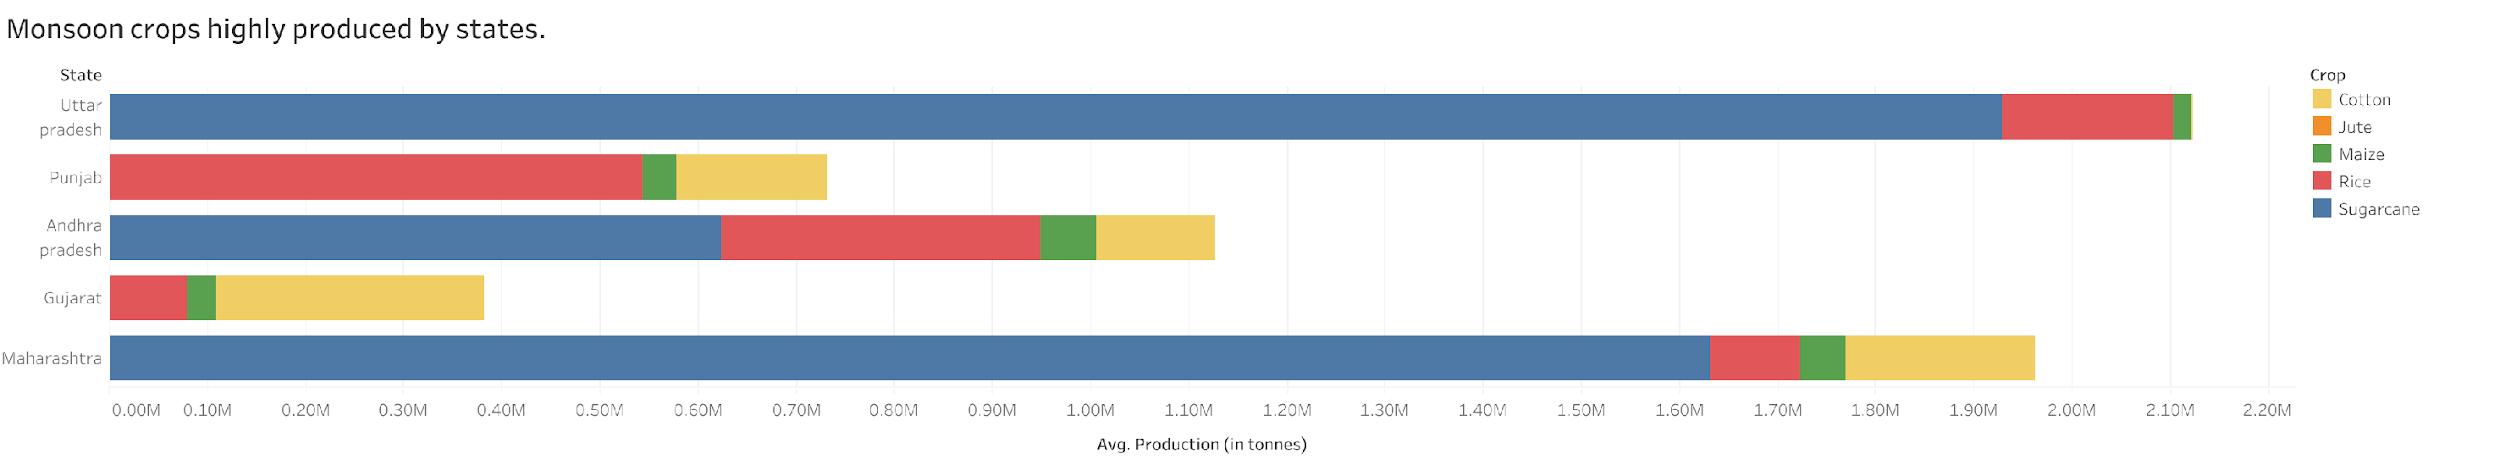 Monsoon crops highly produced by states.
State
Uttar
pradesh
Punjab
Andhra
pradesh
Gujarat
Maharashtra
0.00M 0.10M 0.20M 0.30M 0.40M 0.50M 0.60M 0.70M 0.80M 0.90M 1.00M 1.10M 1.20M 1.30M 1.40M 1.50M 1.60M 1.70M 1.80M 1.90M 2.00M 2.10M 2.20M
Avg. Production (in tonnes)
Crop
Cotton
Jute
Maize
Rice
Sugarcane